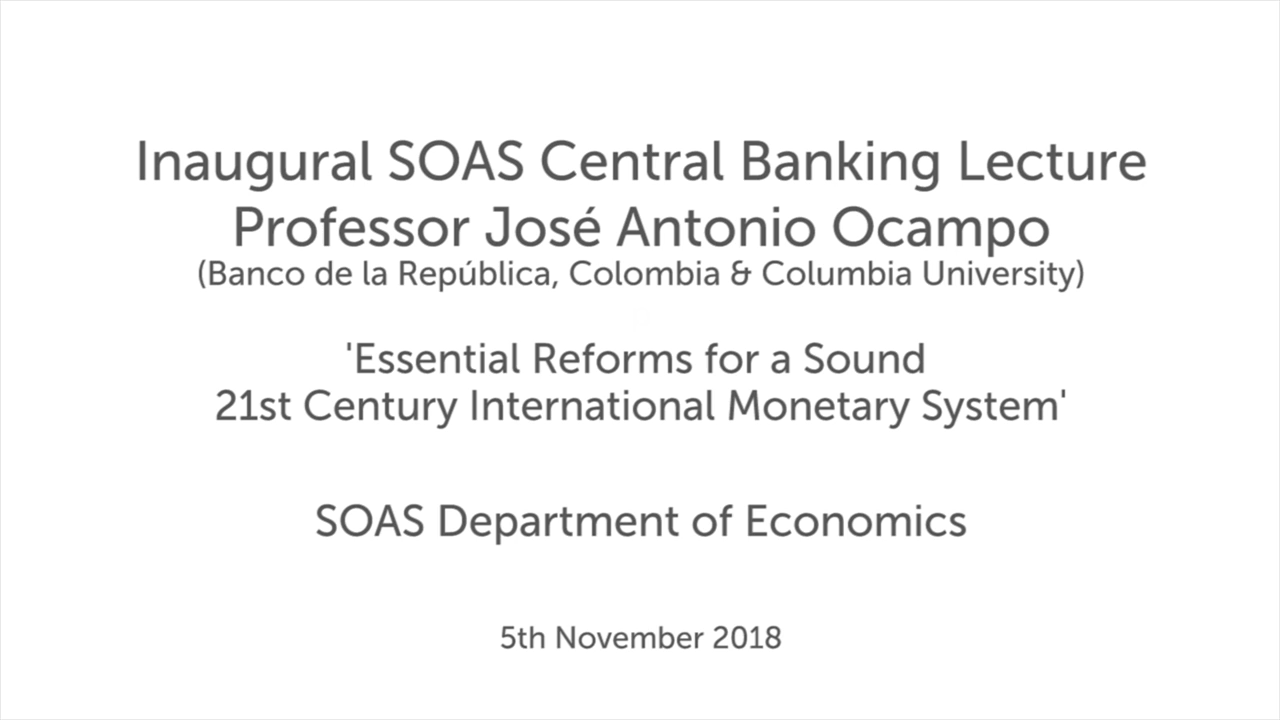 Inaugural SOAS Central Banking Lecture
Professor José Antonio Ocampo
(Banco de la República, Colombia & Columbia University)
'Essential Reforms for a Sound
21st Century International Monetary System'
SOAS Department of Economics
5th November 2018